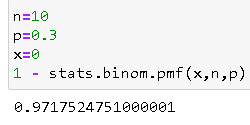 n=10
p=0.3
x=0
1 - stats.binom.pmf(x,n,p)
0.9717524751000001